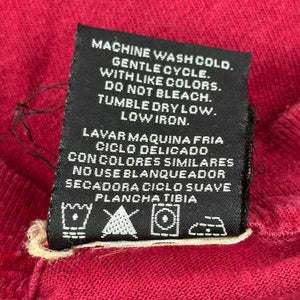 MACHINE WASH COLD.
GENTLE CYCLE.
WITH LIKE COLORS.
DO NOT BLEACH.
TUMBLE DRY LOW.
LOW IRON.
LAVAR MAQUINA FRIA
CICLO DELICADO
CON COLORES SIMILARES
NO USE BLANQUEADOR
SECADORA CICLO SUAVE
PLANCHA TIBIA